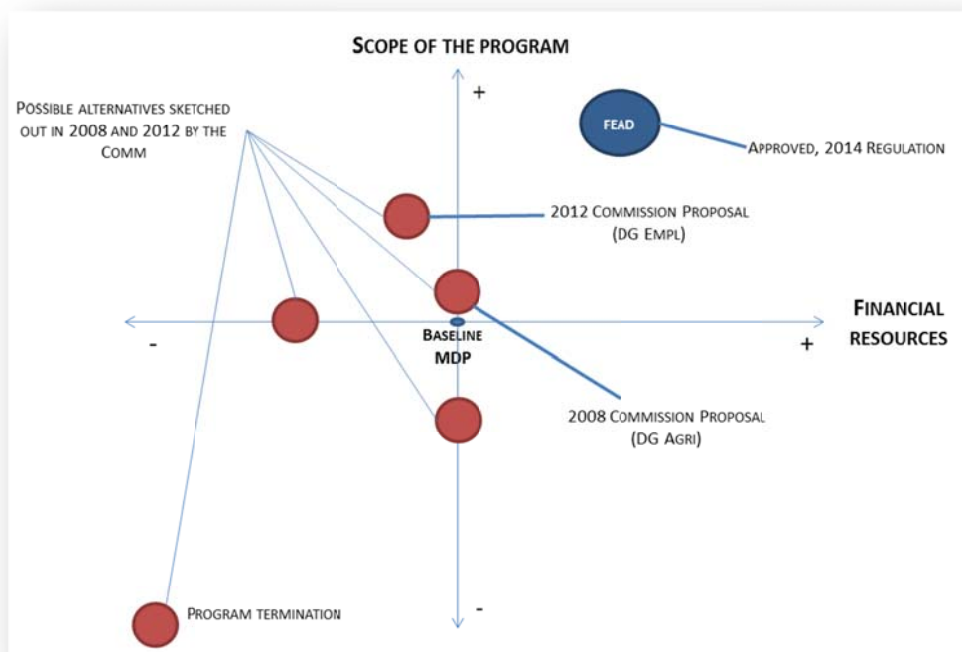 SCOPE OF THE PROGRAM
+
POSSIBLE ALTERNATIVES SKETCHED
OUT IN 2008 AND 2012 BY THE
COMM
FEAD
APPROVED, 2014 REGULATION
2012 COMMISSION PROPOSAL
(DG EMPL)
FINANCIAL
RESOURCES
-
BASELINE
MDP
+
2008 COMMISSION PROPOSAL
(DG AGRI)
PROGRAM TERMINATION
-